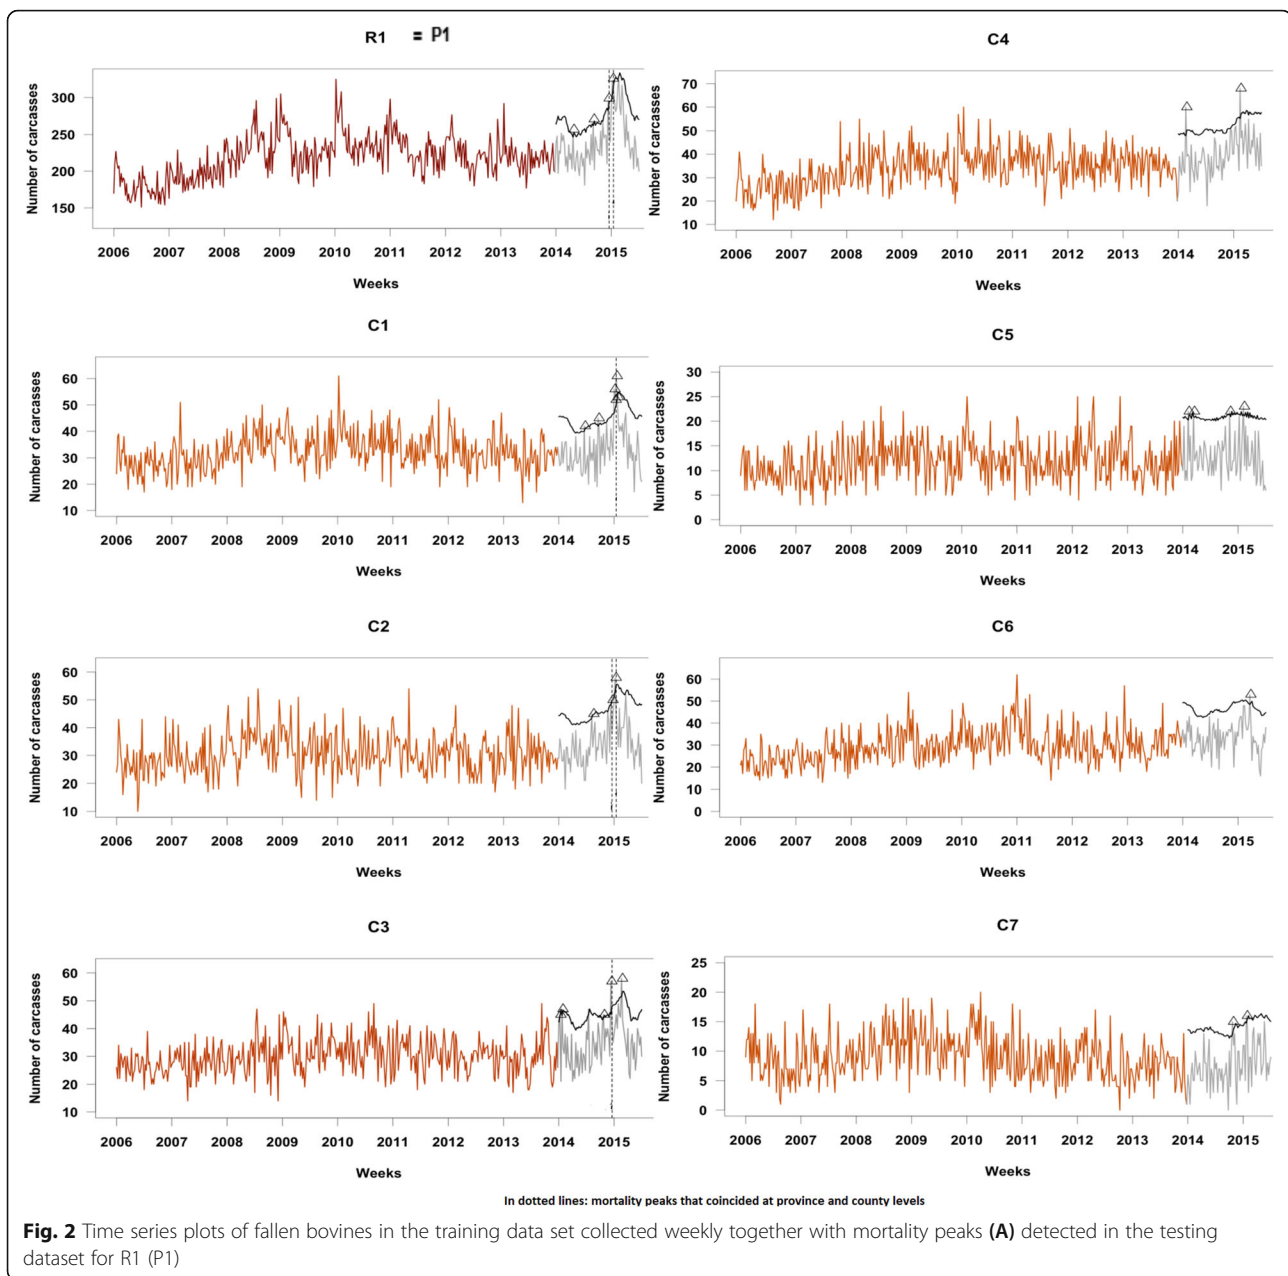 R1 = P1
Number of carcasses
300
250
200
150
2006 2007 2008 2009 2010 2011 2012 2013 2014 2015
Weeks
C4
Number of carcasses
70
60
50
40
30
20
10
2006 2007 2008 2009 2010 2011 2012 2013 2014 2015
Weeks
C1
Number of carcasses
60
50
40
30
20
10
2006 2007 2008 2009 2010 2011 2012 2013 2014 2015
Weeks
C5
Number of carcasses
30
25
20
15
10
5
0
2006 2007 2008 2009 2010 2011 2012 2013 2014 2015
Weeks
C2
Number of carcasses
60
50
40
30
20
10
2006 2007 2008 2009 2010 2011 2012 2013 2014 2015
Weeks
C6
Number of carcasses
60
50
40
30
20
10
0
2006 2007 2008 2009 2010 2011 2012 2013 2014 2015
Weeks
C3
Number of carcasses
60
50
40
30
20
10
2006 2007 2008 2009 2010 2011 2012 2013 2014 2015
Weeks
C7
Number of carcasses
25
20
15
10
5
0
2006 2007 2008 2009 2010 2011 2012 2013 2014 2015
Weeks
In dotted lines: mortality peaks that coincided at province and county levels
Fig. 2 Time series plots of fallen bovines in the training data set collected weekly together with mortality peaks (A) detected in the testing
dataset for R1 (P1)